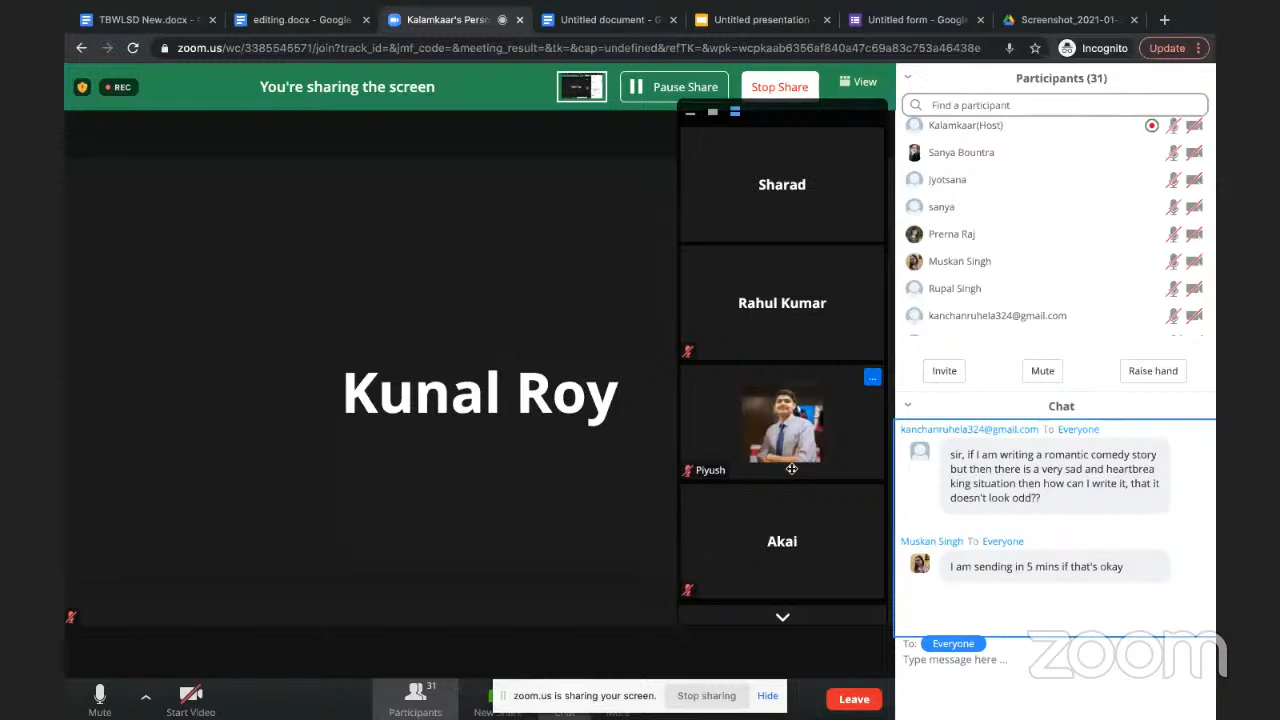 TBWLSD New.docx - G
editing.docx - Google
Kalamkaar's Perso
Untitled document - G
Untitled presentation -
Untitled form - Google
Screenshot_2021-01-
zoom.us/wc/3385545571/join?track_id=&jmf_code=&meeting_result=&tk=&cap=undefined&refTK=&wpk=wcpkaab6356af840a47c69a83c753a46438e
Incognito
Update
REC
You're sharing the screen
Pause Share
Stop Share
View
Participants (31)
Find a participant
Kalamkaar(Host)
Sanya Bountra
Jyotsana
sanya
Prerna Raj
Muskan Singh
Rupal Singh
kanchanruhela324@gmail.com
Invite
Mute
Raise hand
Sharad
Rahul Kumar
Kunal Roy
Piyush
Akai
Chat
kanchanruhela324@gmail.com To Everyone
sir, if I am writing a romantic comedy story
but then there is a very sad and heartbrea
king situation then how can I write it, that it
doesn't look odd??
Muskan Singh To Everyone
I am sending in 5 mins if that's okay
To: Everyone
Type message here ...
zoom
Mute
Start Video
31
Participants
New Share
Chat
More
zoom.us is sharing your screen.
Stop sharing
Hide
Leave